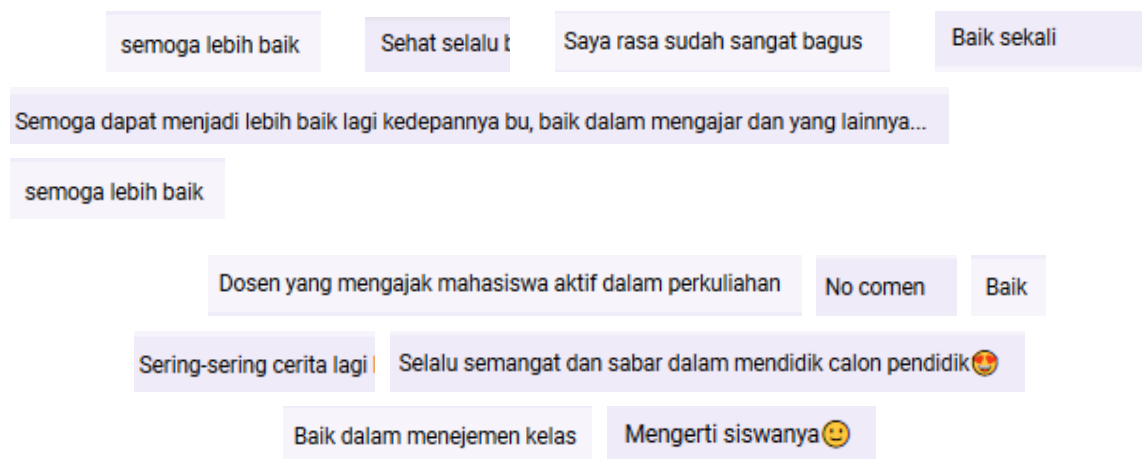 semoga lebih baik
Sehat selalu
Saya rasa sudah sangat bagus
Baik sekali
Semoga dapat menjadi lebih baik lagi kedepannya bu, baik dalam mengajar dan yang lainnya...
semoga lebih baik
Dosen yang mengajak mahasiswa aktif dalam perkuliahan
No comen
Baik
Sering-sering cerita lagi
Selalu semangat dan sabar dalam mendidik calon pendidik😍
Baik dalam menejemen kelas
Mengerti siswanya🙂